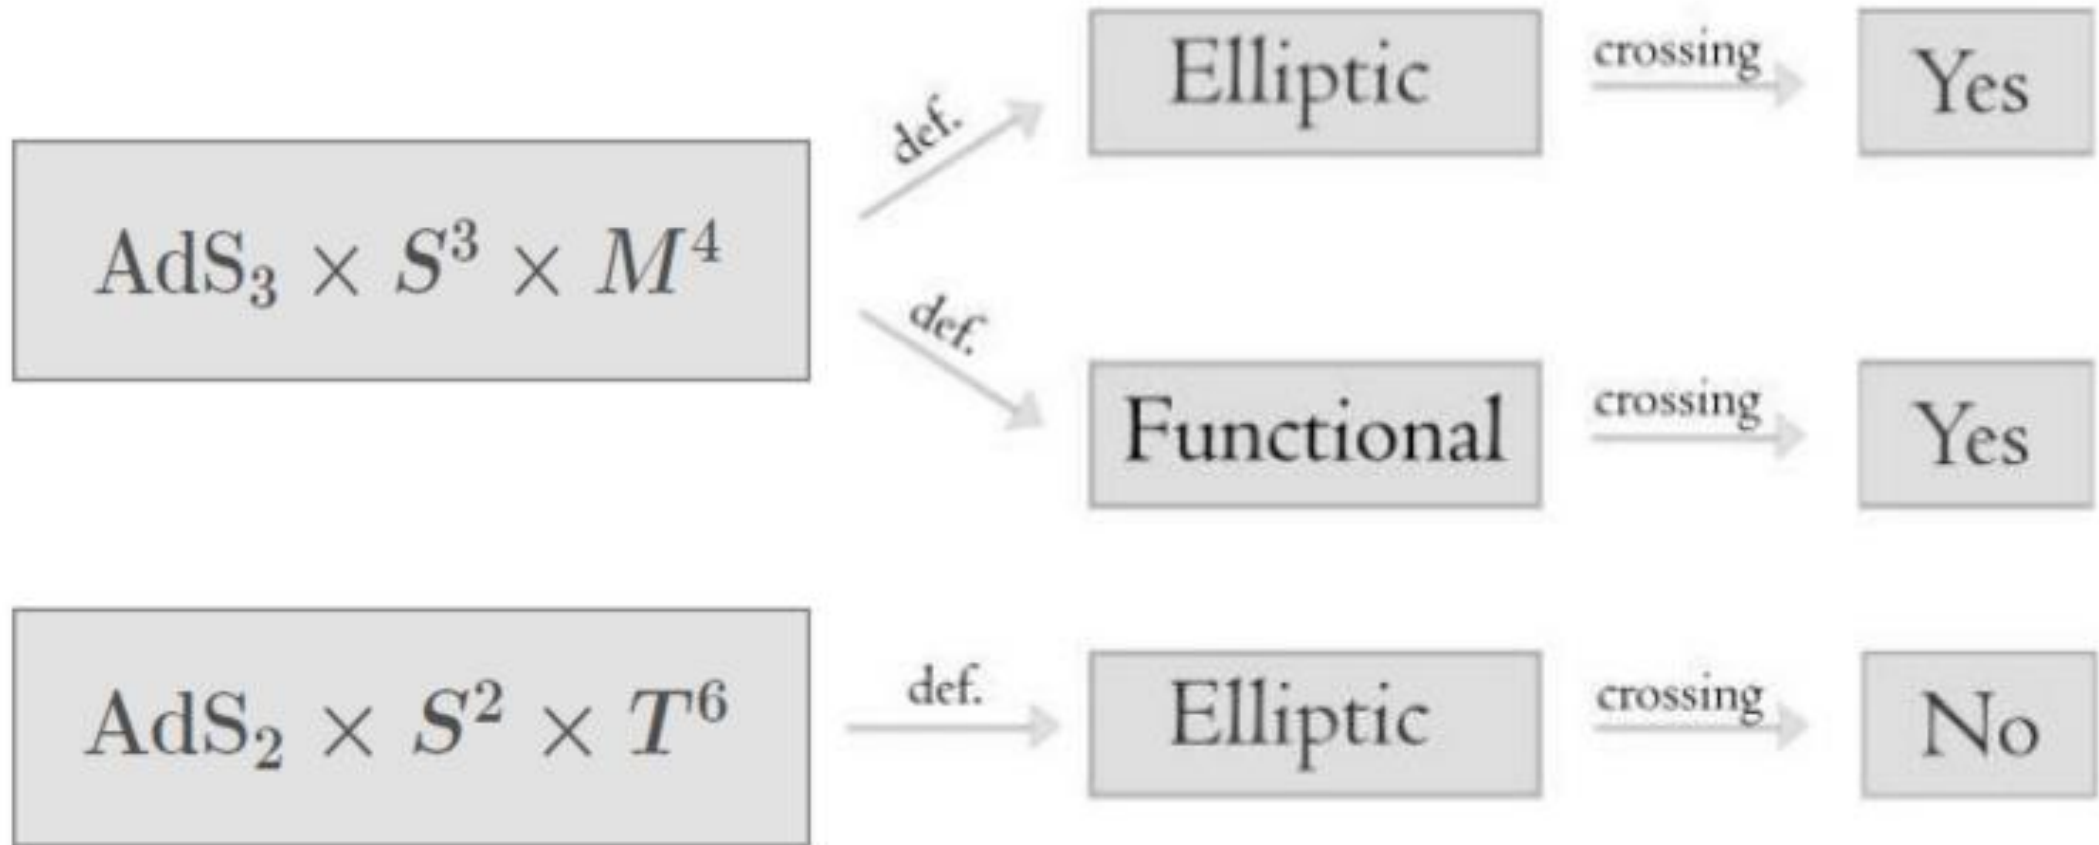 AdS₃ × S³ × M⁴
def.
Elliptic
crossing
Yes
def.
Functional
crossing
Yes
AdS₂ × S² × T⁶
def.
Elliptic
crossing
No